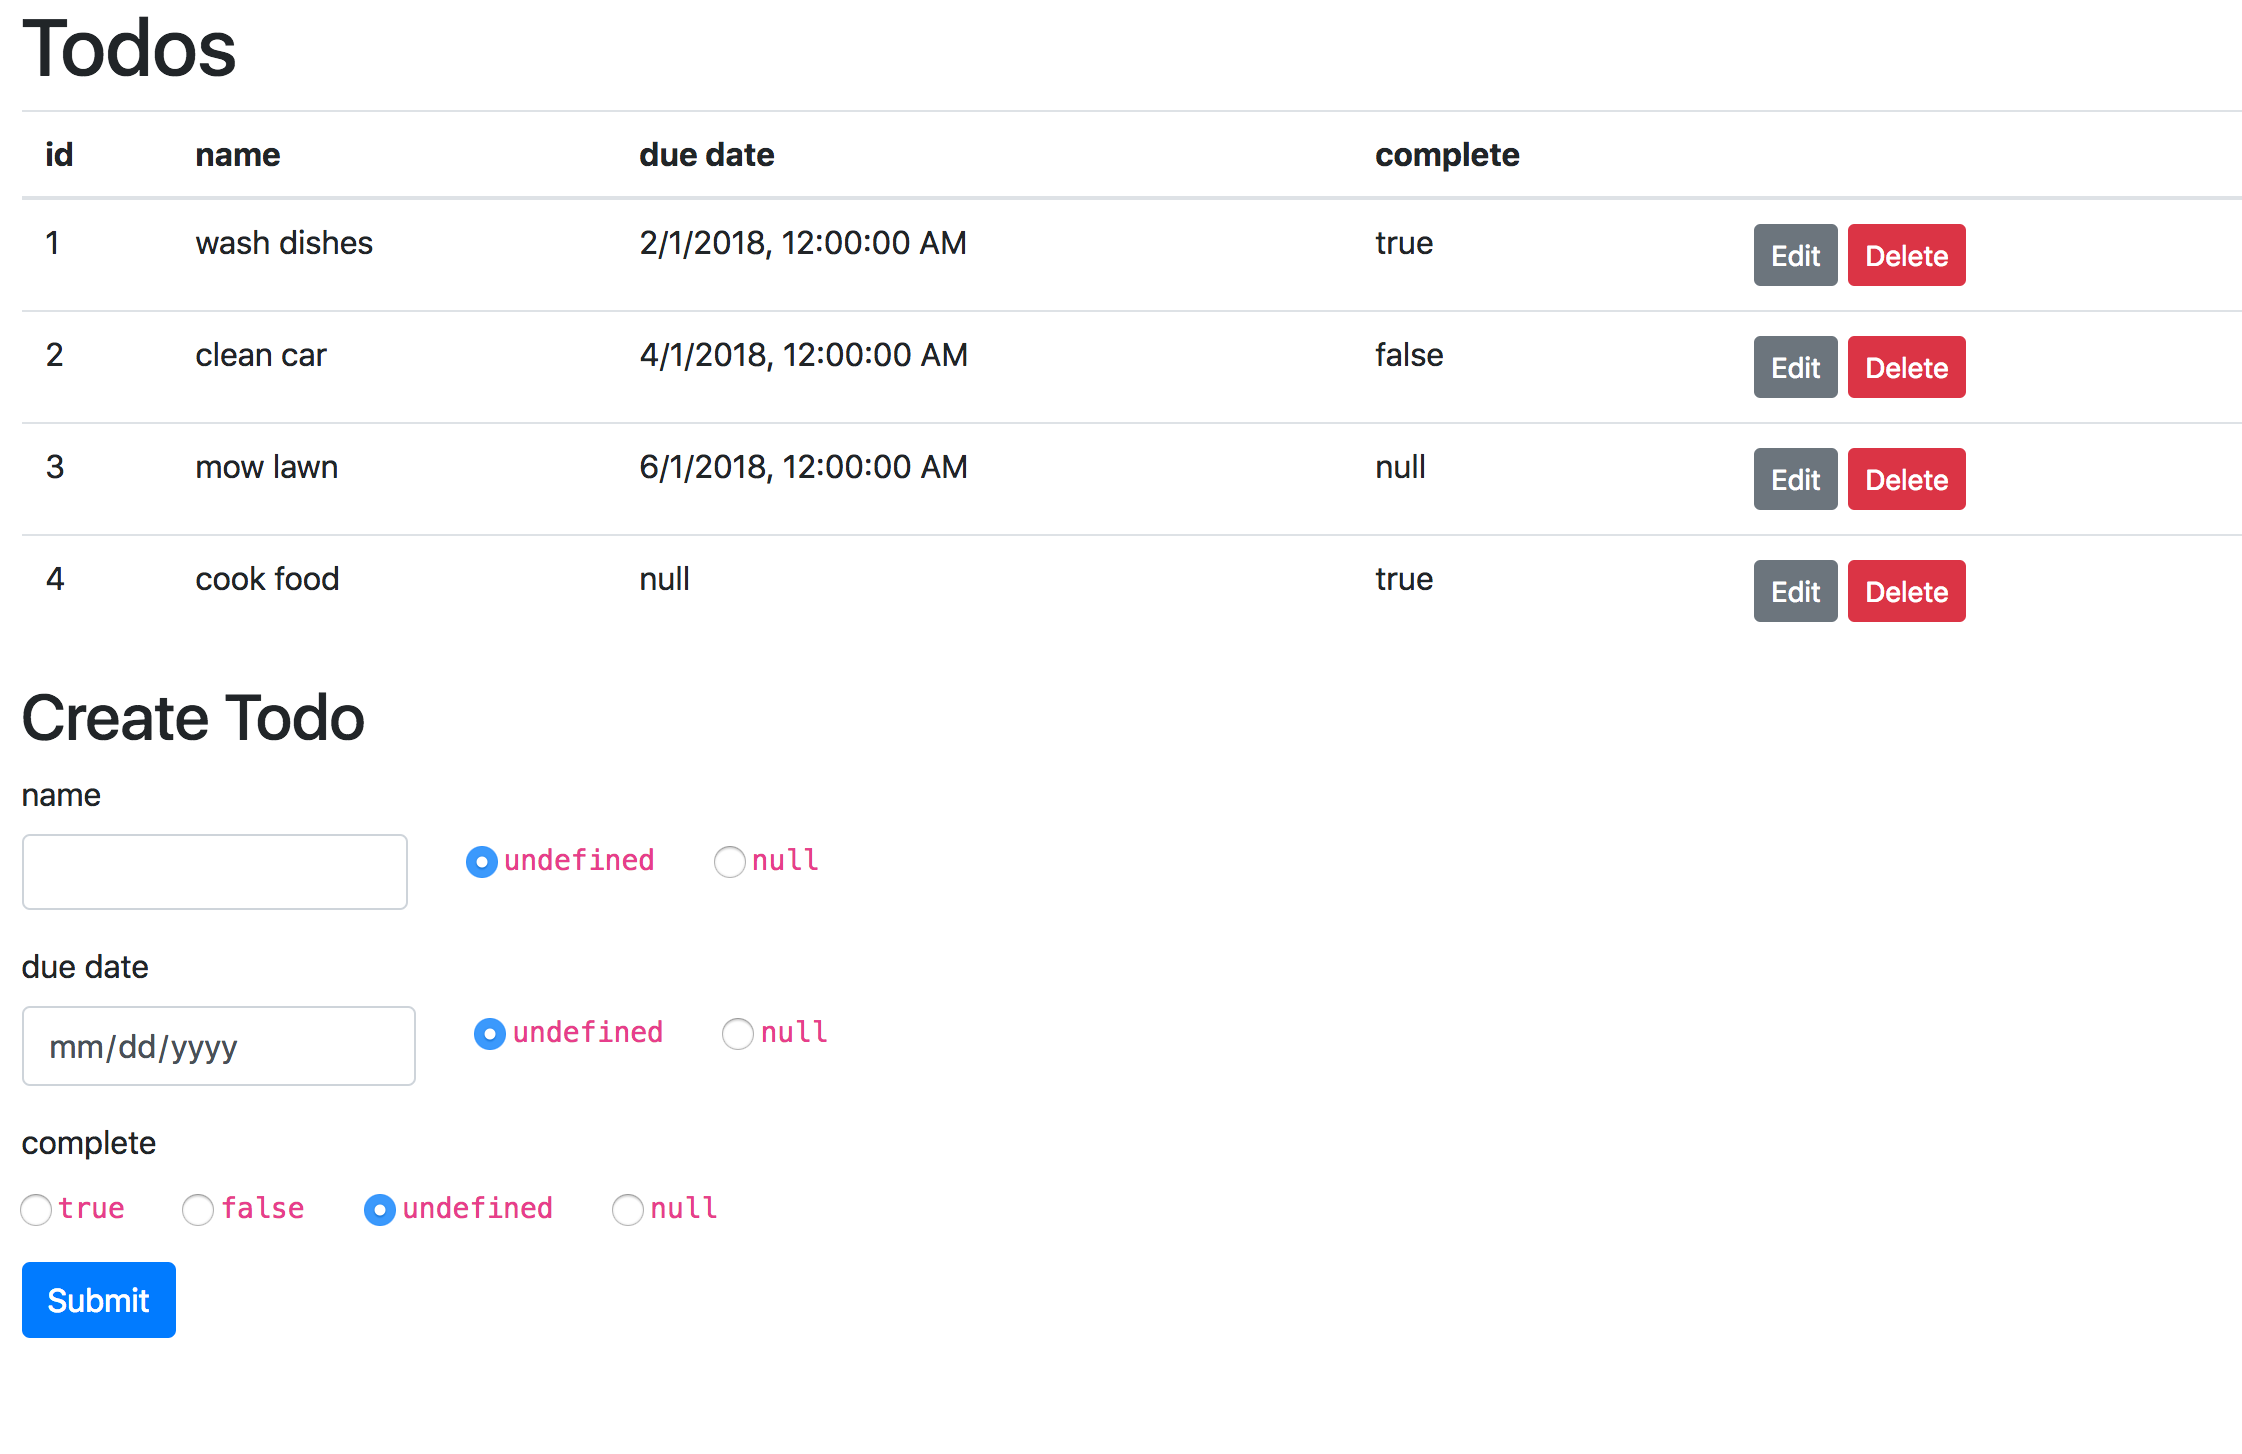 Todos
id name due date complete
1 wash dishes 2/1/2018, 12:00:00 AM true Edit Delete
2 clean car 4/1/2018, 12:00:00 AM false Edit Delete
3 mow lawn 6/1/2018, 12:00:00 AM null Edit Delete
4 cook food null true Edit Delete
Create Todo
name
undefined null
due date
mm/dd/yyyy undefined null
complete
true false undefined null
Submit